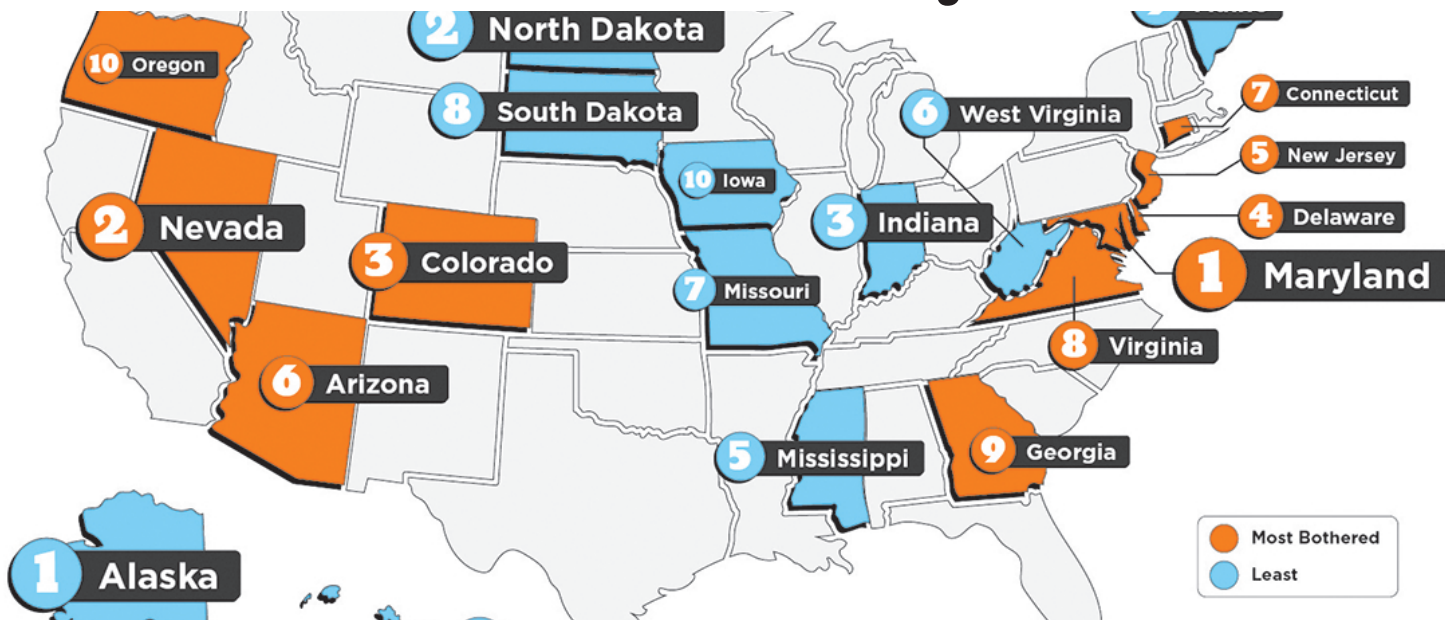 2 North Dakota
10 Oregon
8 South Dakota
6 West Virginia
7 Connecticut
5 New Jersey
10 Iowa
2 Nevada
3 Indiana
4 Delaware
3 Colorado
1 Maryland
7 Missouri
8 Virginia
6 Arizona
5 Mississippi
9 Georgia
Most Bothered
Least
1 Alaska